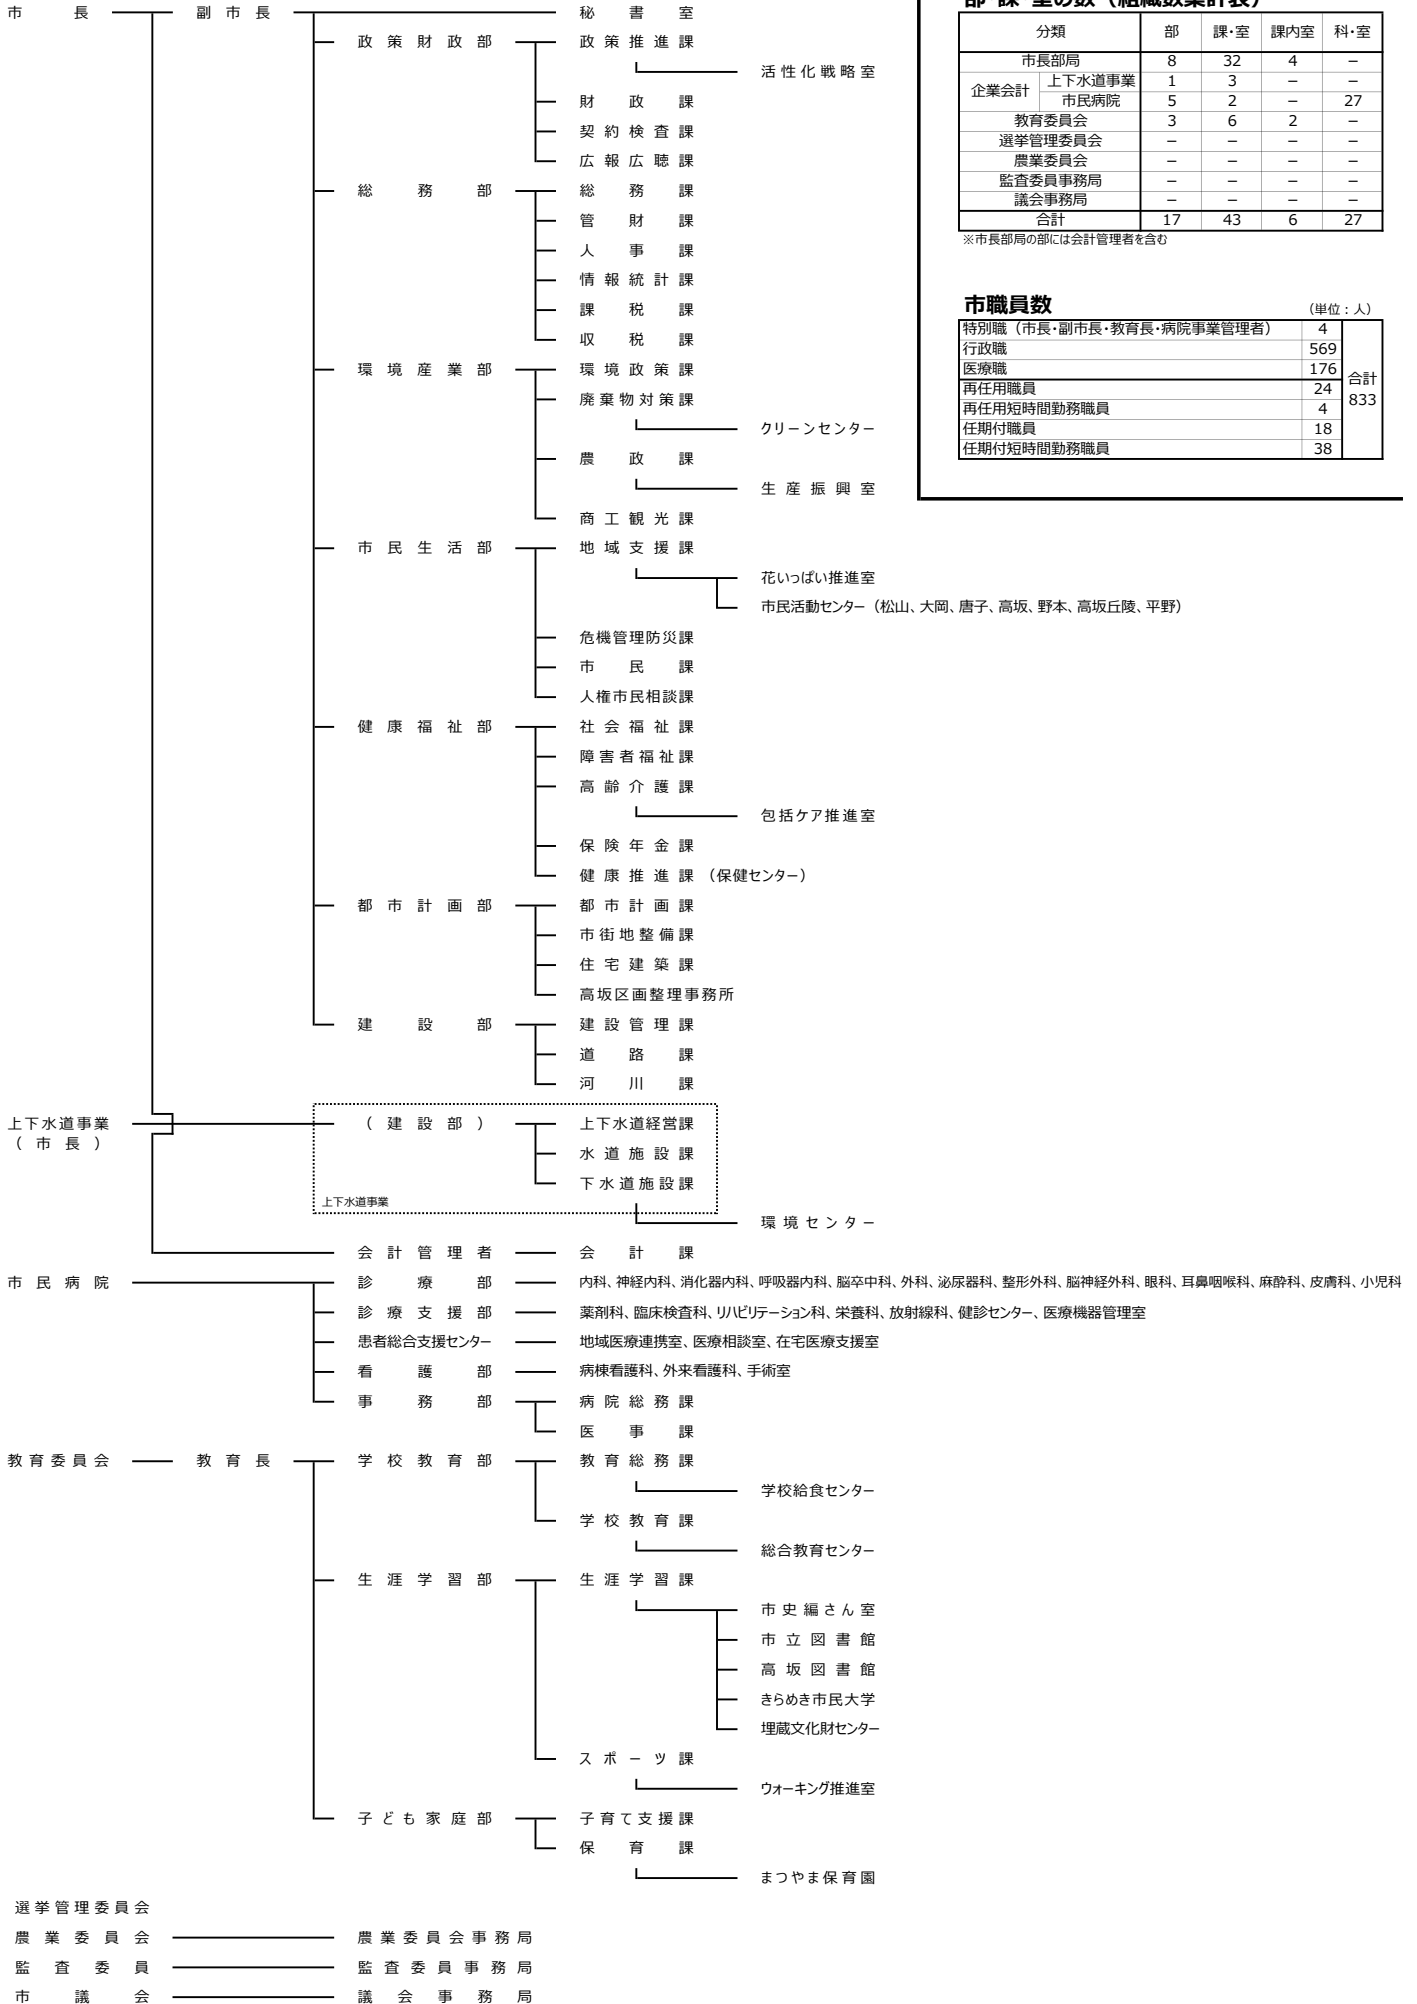 部・課・室の数（組織数集計表）
分類 部 課・室 課内室 科・室
市長部局 8 32 4 －
企業会計 上下水道事業 1 3 － －
市民病院 5 2 － 27
教育委員会 3 6 2 －
選挙管理委員会 － － － －
農業委員会 － － － －
監査委員事務局 － － － －
議会事務局 － － － －
合計 17 43 6 27
※市長部局の部には会計管理者を含む
市職員数 （単位：人）
特別職（市長・副市長・教育長・病院事業管理者） 4
行政職 569
医療職 176
再任用職員 24
再任用短時間勤務職員 4
任期付職員 18
任期付短時間勤務職員 38
合計
833
市長 副市長 秘書室
政策財政部 政策推進課
活性化戦略室
財政課
契約検査課
広報広聴課
総務部 総務課
管財課
人事課
情報統計課
課税課
収税課
環境産業部 環境政策課
廃棄物対策課
クリーンセンター
農政課
生産振興室
商工観光課
市民生活部 地域支援課
花いっぱい推進室
市民活動センター（松山、大岡、唐子、高坂、野本、高坂丘陵、平野）
危機管理防災課
市民課
人権市民相談課
健康福祉部 社会福祉課
障害者福祉課
高齢介護課
包括ケア推進室
保険年金課
健康推進課（保健センター）
都市計画部 都市計画課
市街地整備課
住宅建築課
高坂区画整理事務所
建設部 建設管理課
道路課
河川課
上下水道事業 （建設部） 上下水道経営課
（市長）
水道施設課
下水道施設課
上下水道事業
環境センター
会計管理者 会計課
市民病院 診療部 内科、神経内科、消化器内科、呼吸器内科、脳卒中科、外科、泌尿器科、整形外科、脳神経外科、眼科、耳鼻咽喉科、麻酔科、皮膚科、小児科
診療支援部 薬剤科、臨床検査科、リハビリテーション科、栄養科、放射線科、健診センター、医療機器管理室
患者総合支援センター 地域医療連携室、医療相談室、在宅医療支援室
看護部 病棟看護科、外来看護科、手術室
事務部 病院総務課
医事課
教育委員会 教育長 学校教育部 教育総務課
学校給食センター
学校教育課
総合教育センター
生涯学習部 生涯学習課
市史編さん室
市立図書館
高坂図書館
きらめき市民大学
埋蔵文化財センター
スポーツ課
ウォーキング推進室
子ども家庭部 子育て支援課
保育課
まつやま保育園
選挙管理委員会
農業委員会 農業委員会事務局
監査委員 監査委員事務局
市議会 議会事務局